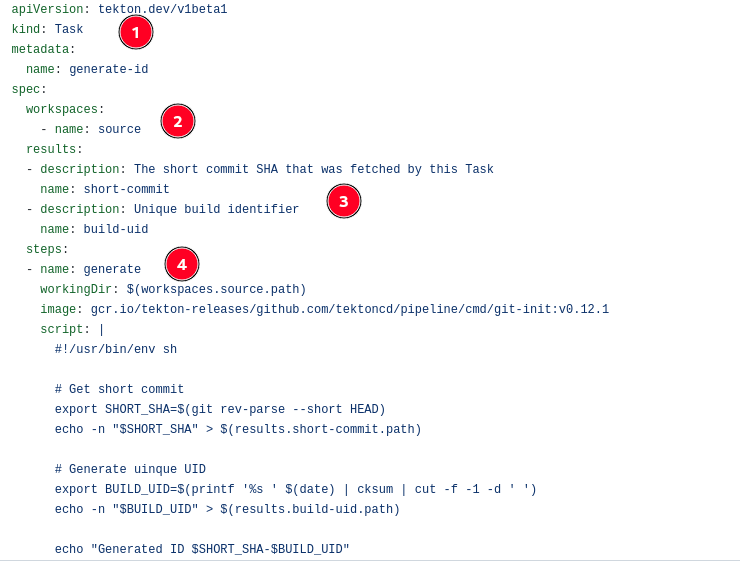 apiVersion: tekton.dev/v1beta1
kind: Task
1
metadata:
  name: generate-id
spec:
  workspaces:
2
    - name: source
  results:
  - description: The short commit SHA that was fetched by this Task
    name: short-commit
3
  - description: Unique build identifier
    name: build-uid
  steps:
4
  - name: generate
    workingDir: $(workspaces.source.path)
    image: gcr.io/tekton-releases/github.com/tektoncd/pipeline/cmd/git-init:v0.12.1
    script: |
      #!/usr/bin/env sh

      # Get short commit
      export SHORT_SHA=$(git rev-parse --short HEAD)
      echo -n "$SHORT_SHA" > $(results.short-commit.path)

      # Generate uinque UID
      export BUILD_UID=$(printf '%s ' $(date) | cksum | cut -f -1 -d ' ')
      echo -n "$BUILD_UID" > $(results.build-uid.path)

      echo "Generated ID $SHORT_SHA-$BUILD_UID"